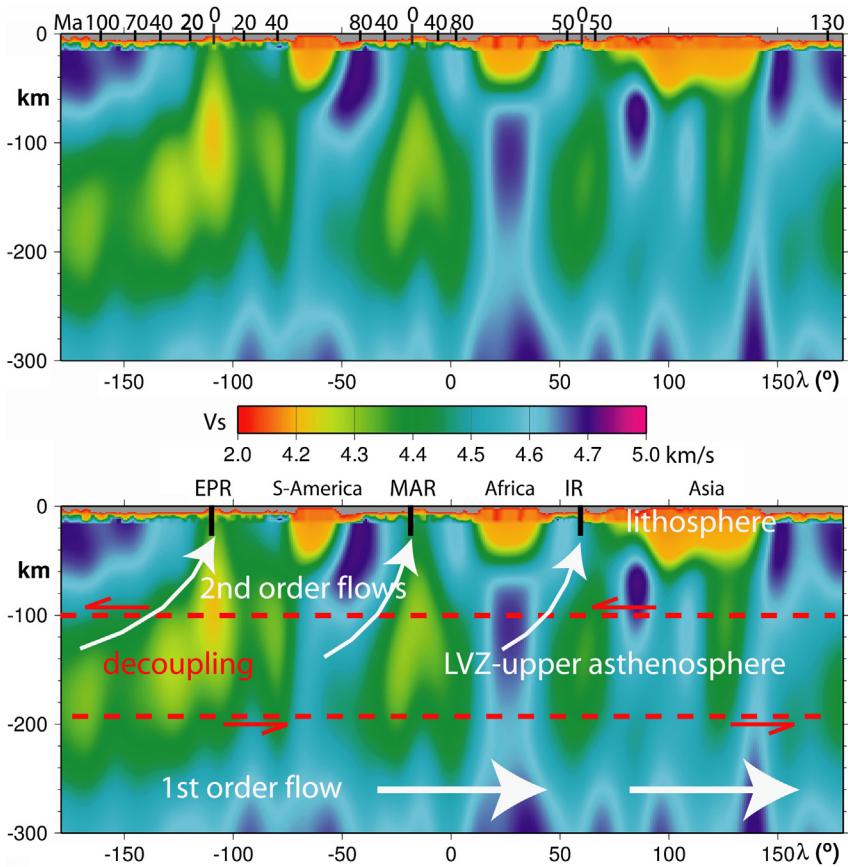 Ma 100 70 40 20 0 20 40 80 40 0 40 80 50 0 50 130
0
km
-100
-200
-300
-150 -100 -50 0 50 100 150 λ (º)
Vs
2.0 4.2 4.3 4.4 4.5 4.6 4.7 5.0 km/s
EPR S-America MAR Africa IR Asia
0
lithosphere
km
2nd order flows
-100
decoupling LVZ-upper asthenosphere
-200
1st order flow
-300
-150 -100 -50 0 50 100 150 λ (º)